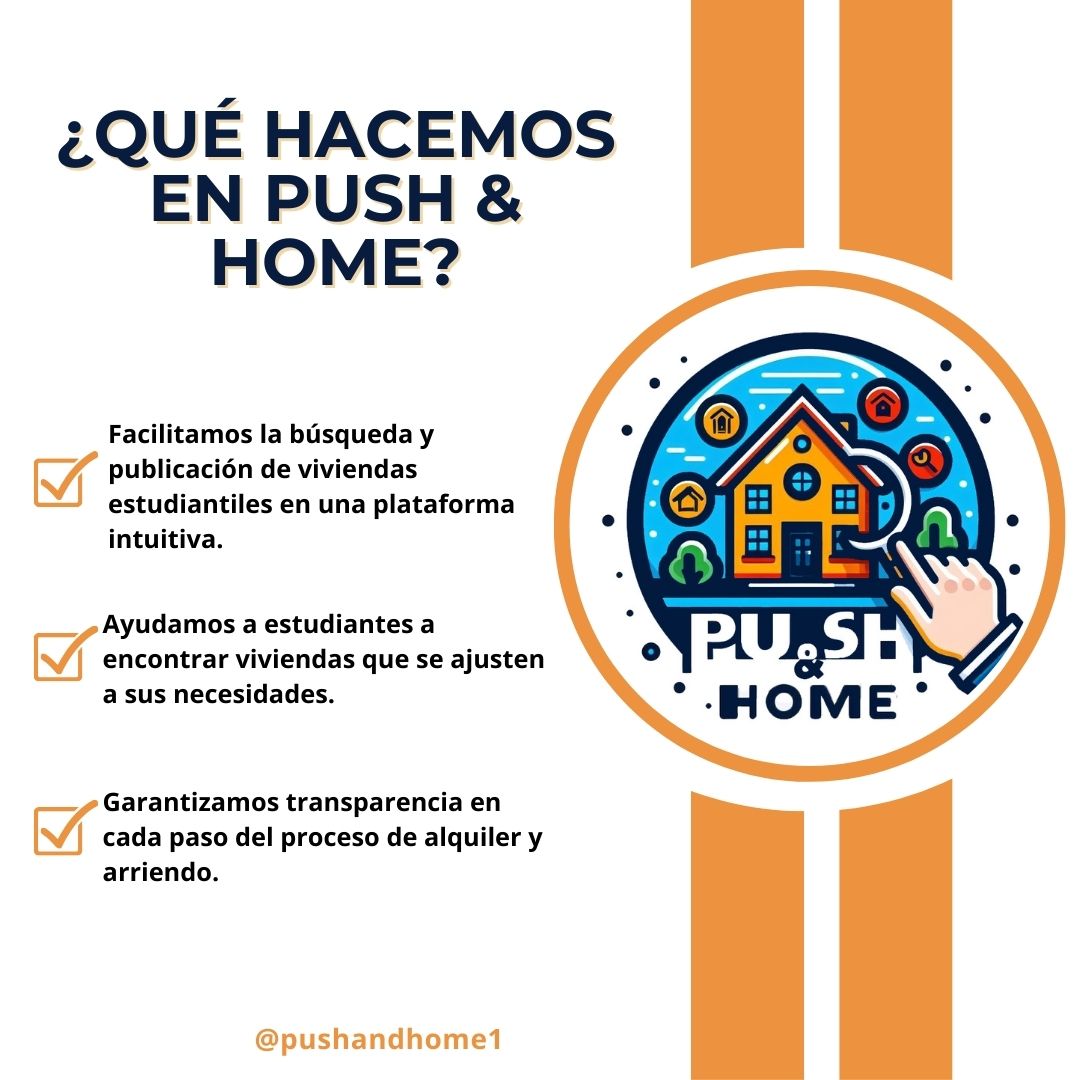 ¿QUÉ HACEMOS
EN PUSH &
HOME?
Facilitamos la búsqueda y
publicación de viviendas
estudiantiles en una plataforma
intuitiva.
Ayudamos a estudiantes a
encontrar viviendas que se ajusten
a sus necesidades.
Garantizamos transparencia en
cada paso del proceso de alquiler y
arriendo.
PU.SH
&
HOME
@pushandhome1